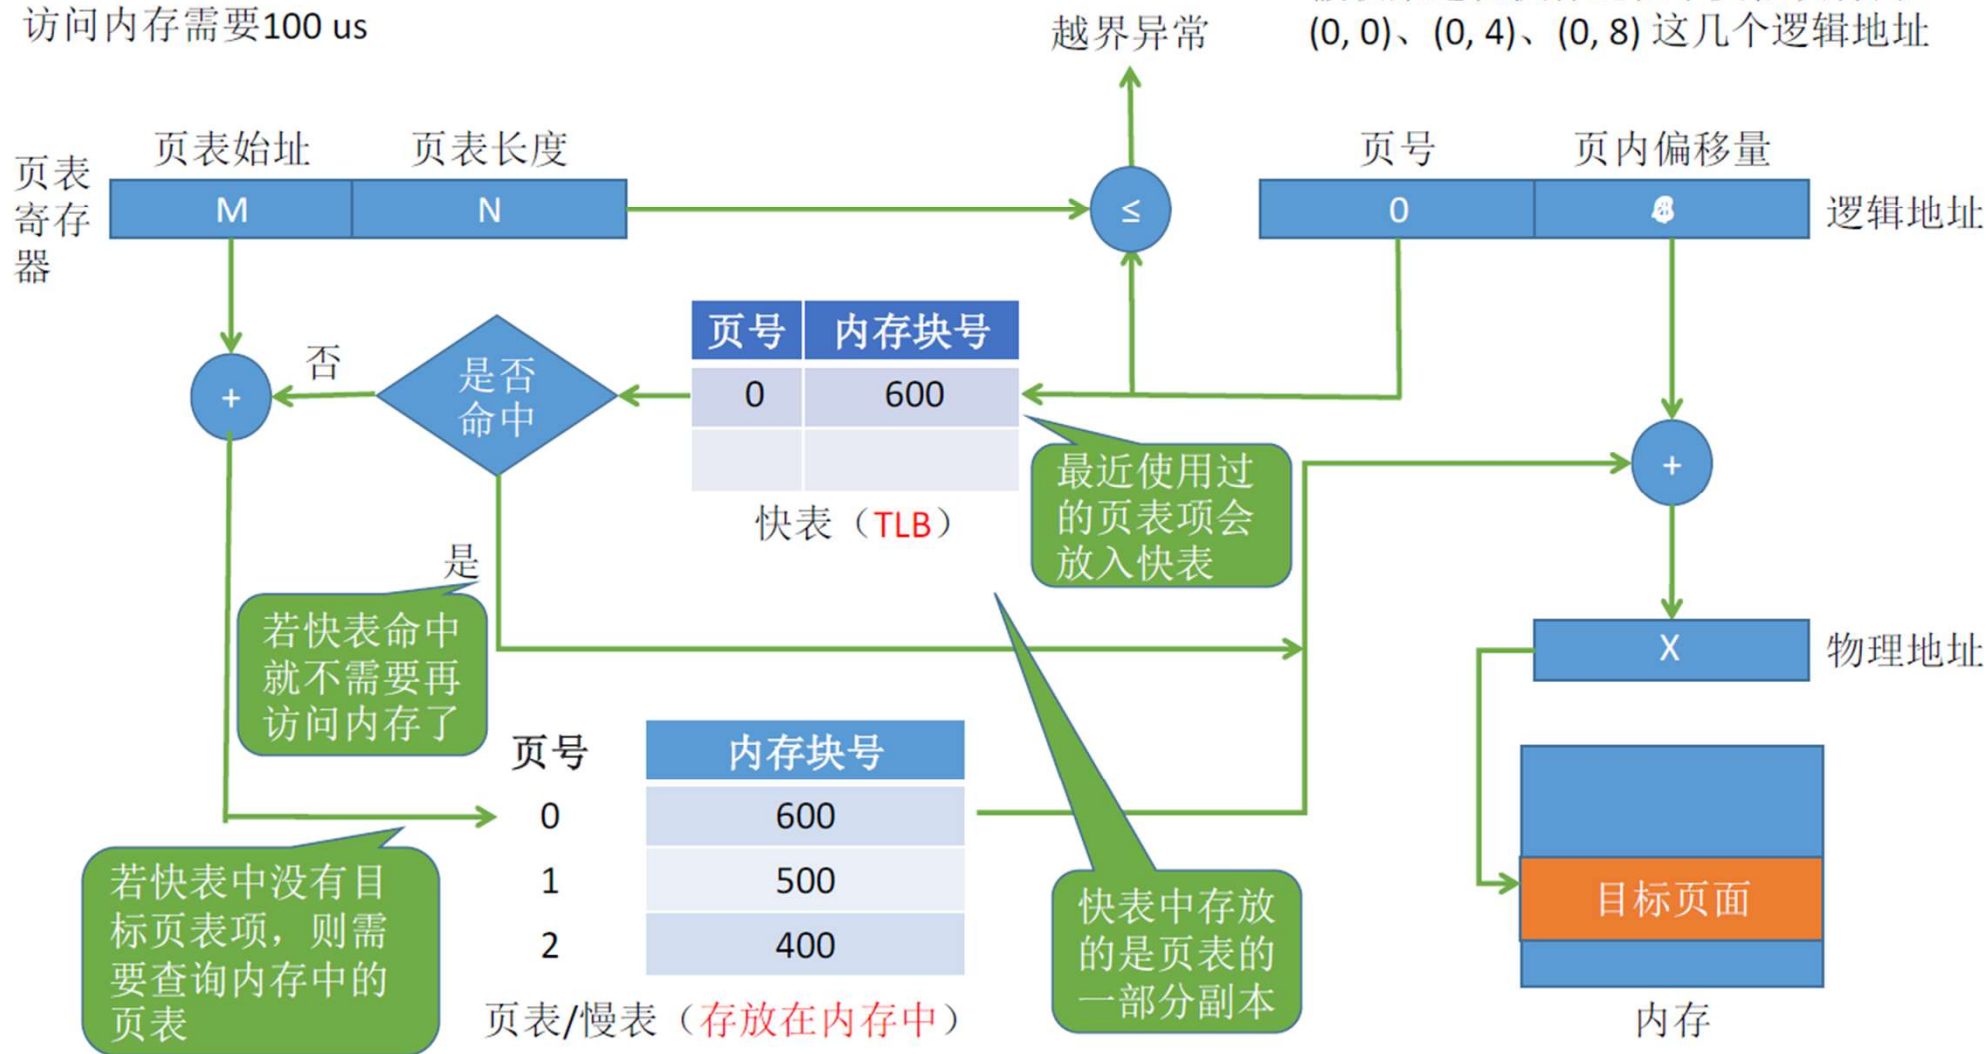 访问内存需要100 us
越界异常
(0, 0)、(0, 4)、(0, 8) 这几个逻辑地址
页表始址
页表长度
页号
页内偏移量
页表
寄存
器
M
N
≤
0
逻辑地址
页号
内存块号
0
600
快表（TLB）
是否
命中
否
+
是
最近使用过
的页表项会
放入快表
+
若快表命中
就不需要再
访问内存了
X
物理地址
页号
内存块号
0
600
1
500
2
400
页表/慢表（存放在内存中）
若快表中没有目
标页表项，则需
要查询内存中的
页表
快表中存放
的是页表的
一部分副本
目标页面
内存